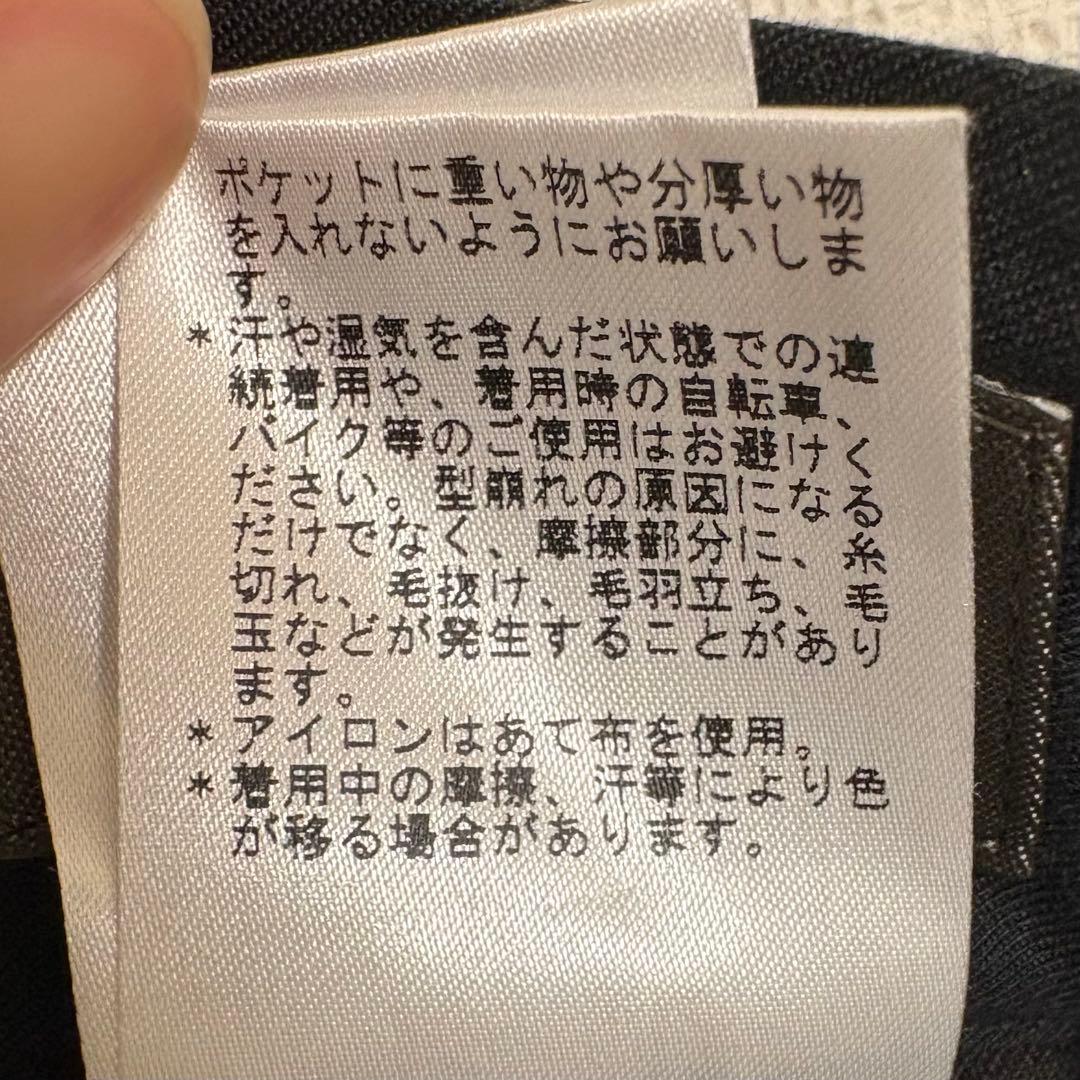 ポケットに重い物や分厚い物
を入れないようにお願いしま
す。
* 汗や湿気を含んだ状態での連
続着用や、着用時の自転車、
バイク等のご使用はお避けく
ださい。型崩れの原因になる
だけでなく、摩擦部分に、糸
切れ、毛抜け、毛羽立ち、毛
玉などが発生することがあり
ます。
* アイロンはあて布を使用。
* 着用中の摩擦、汗等により色
が移る場合があります。